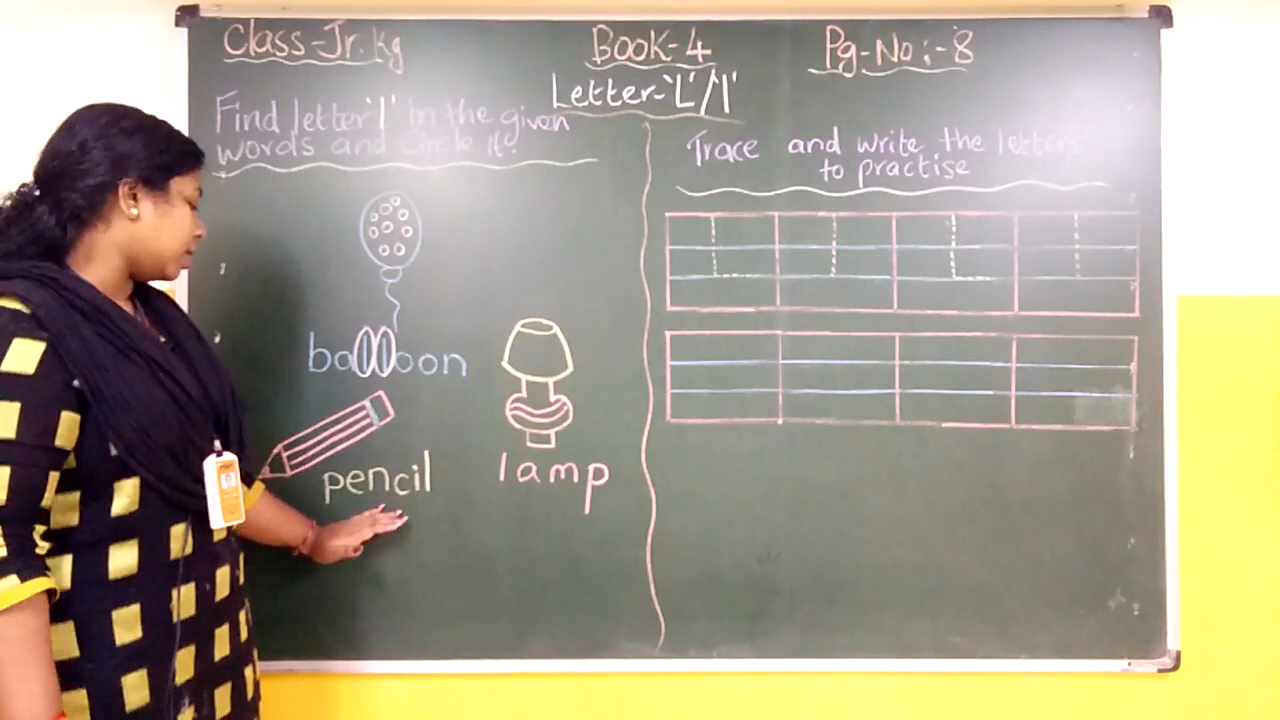 Class-Jr.Kg
BOOK-4
Pg-No:-8
Letter-'L'/'l'
Find letter 'l' in the given
words and circle it?
balloon
pencil
lamp
Trace and write the letters
to practise
L l L l